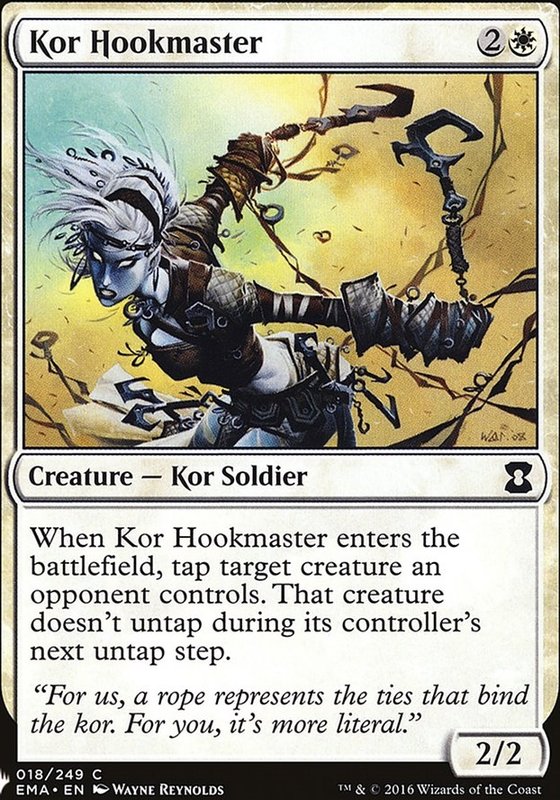 Kor Hookmaster 2
WAR.08
Creature — Kor Soldier
When Kor Hookmaster enters the
battlefield, tap target creature an
opponent controls. That creature
doesn't untap during its controller's
next untap step.
"For us, a rope represents the ties that bind
the kor. For you, it's more literal."
2/2
018/249 C
EMA • EN Wayne Reynolds
™ & © 2016 Wizards of the Coast